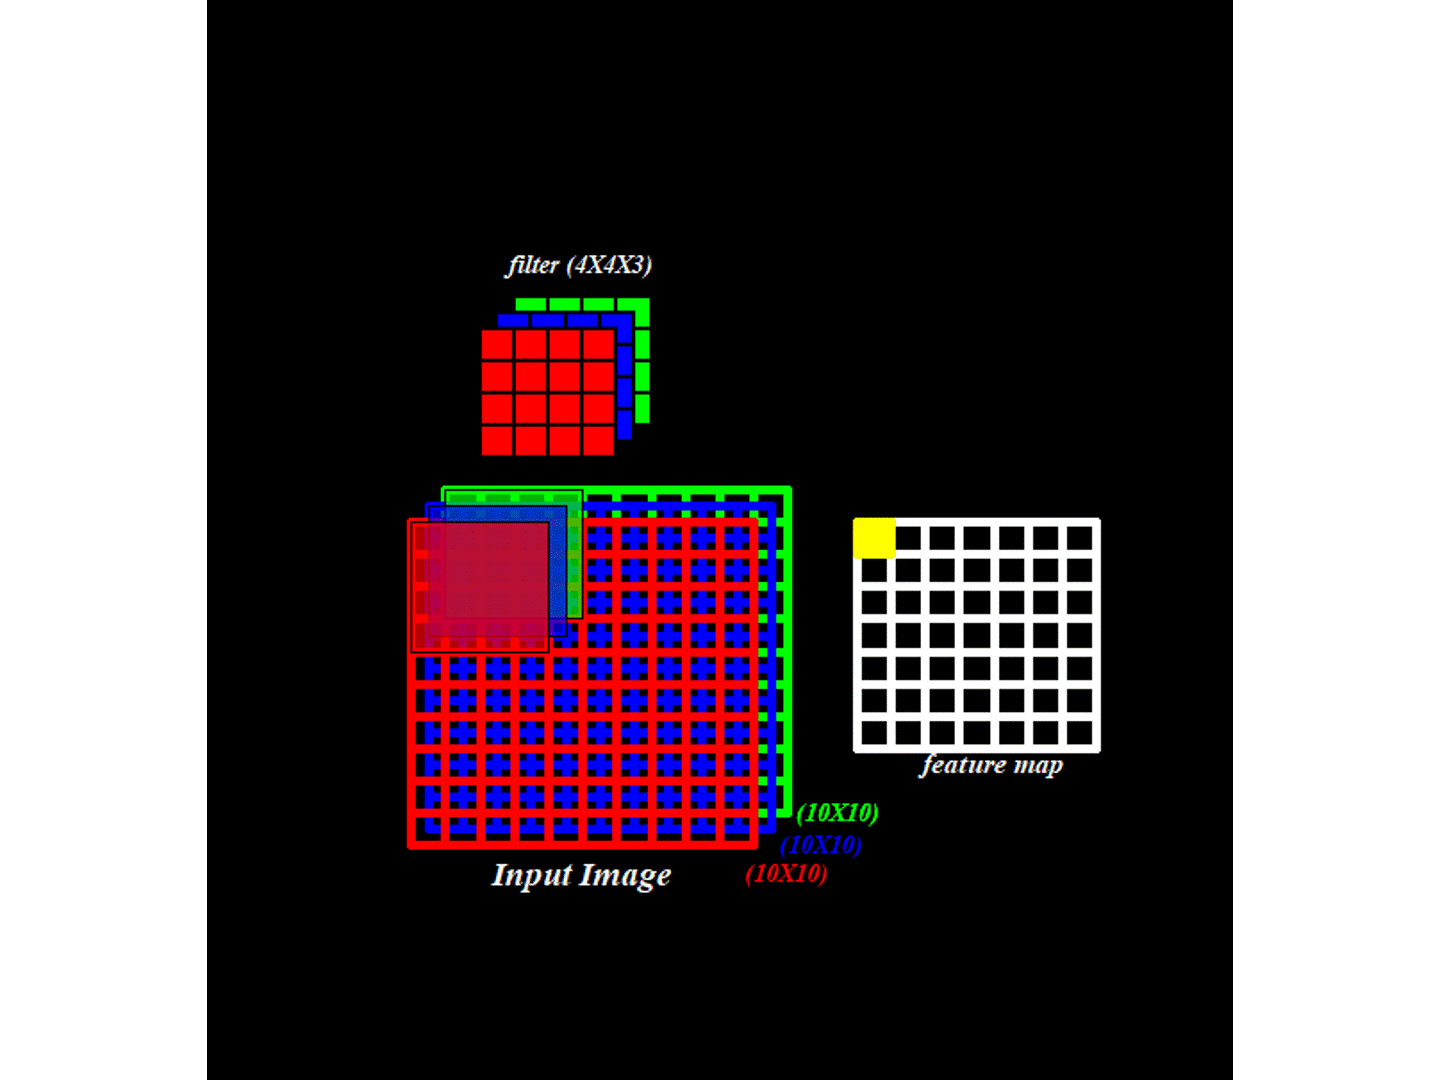 filter (4X4X3)
(10X10)
(10X10)
(10X10)
Input Image
feature map